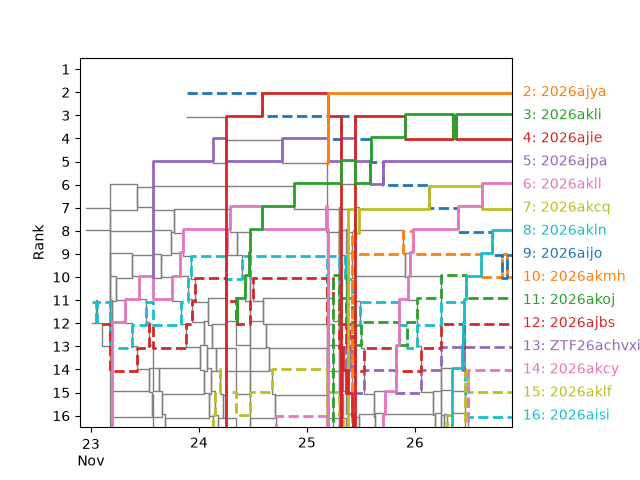 1
2
3
4
5
6
7
8
9
10
11
12
13
14
15
16
Rank
23
24
25
26
Nov
2: 2026ajya
3: 2026akli
4: 2026ajie
5: 2026ajpa
6: 2026akll
7: 2026akcq
8: 2026akln
9: 2026aijo
10: 2026akmh
11: 2026akoj
12: 2026ajbs
13: ZTF26achvxi
14: 2026akcy
15: 2026aklf
16: 2026aisi